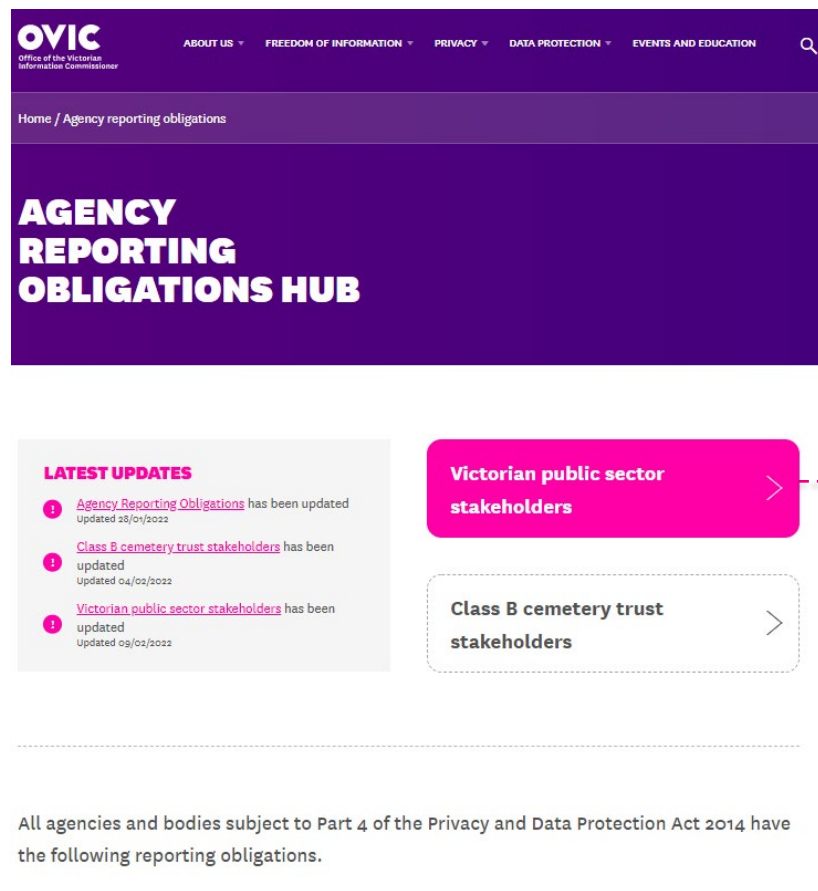 OVIC
Office of the Victorian
Information Commissioner
ABOUT US
FREEDOM OF INFORMATION
PRIVACY
DATA PROTECTION
EVENTS AND EDUCATION
Home / Agency reporting obligations
AGENCY
REPORTING
OBLIGATIONS HUB
LATEST UPDATES
Agency Reporting Obligations has been updated
Updated 28/01/2022
Class B cemetery trust stakeholders has been
updated
Updated 04/02/2022
Victorian public sector stakeholders has been
updated
Updated 09/02/2022
Victorian public sector
stakeholders
Class B cemetery trust
stakeholders
All agencies and bodies subject to Part 4 of the Privacy and Data Protection Act 2014 have
the following reporting obligations.